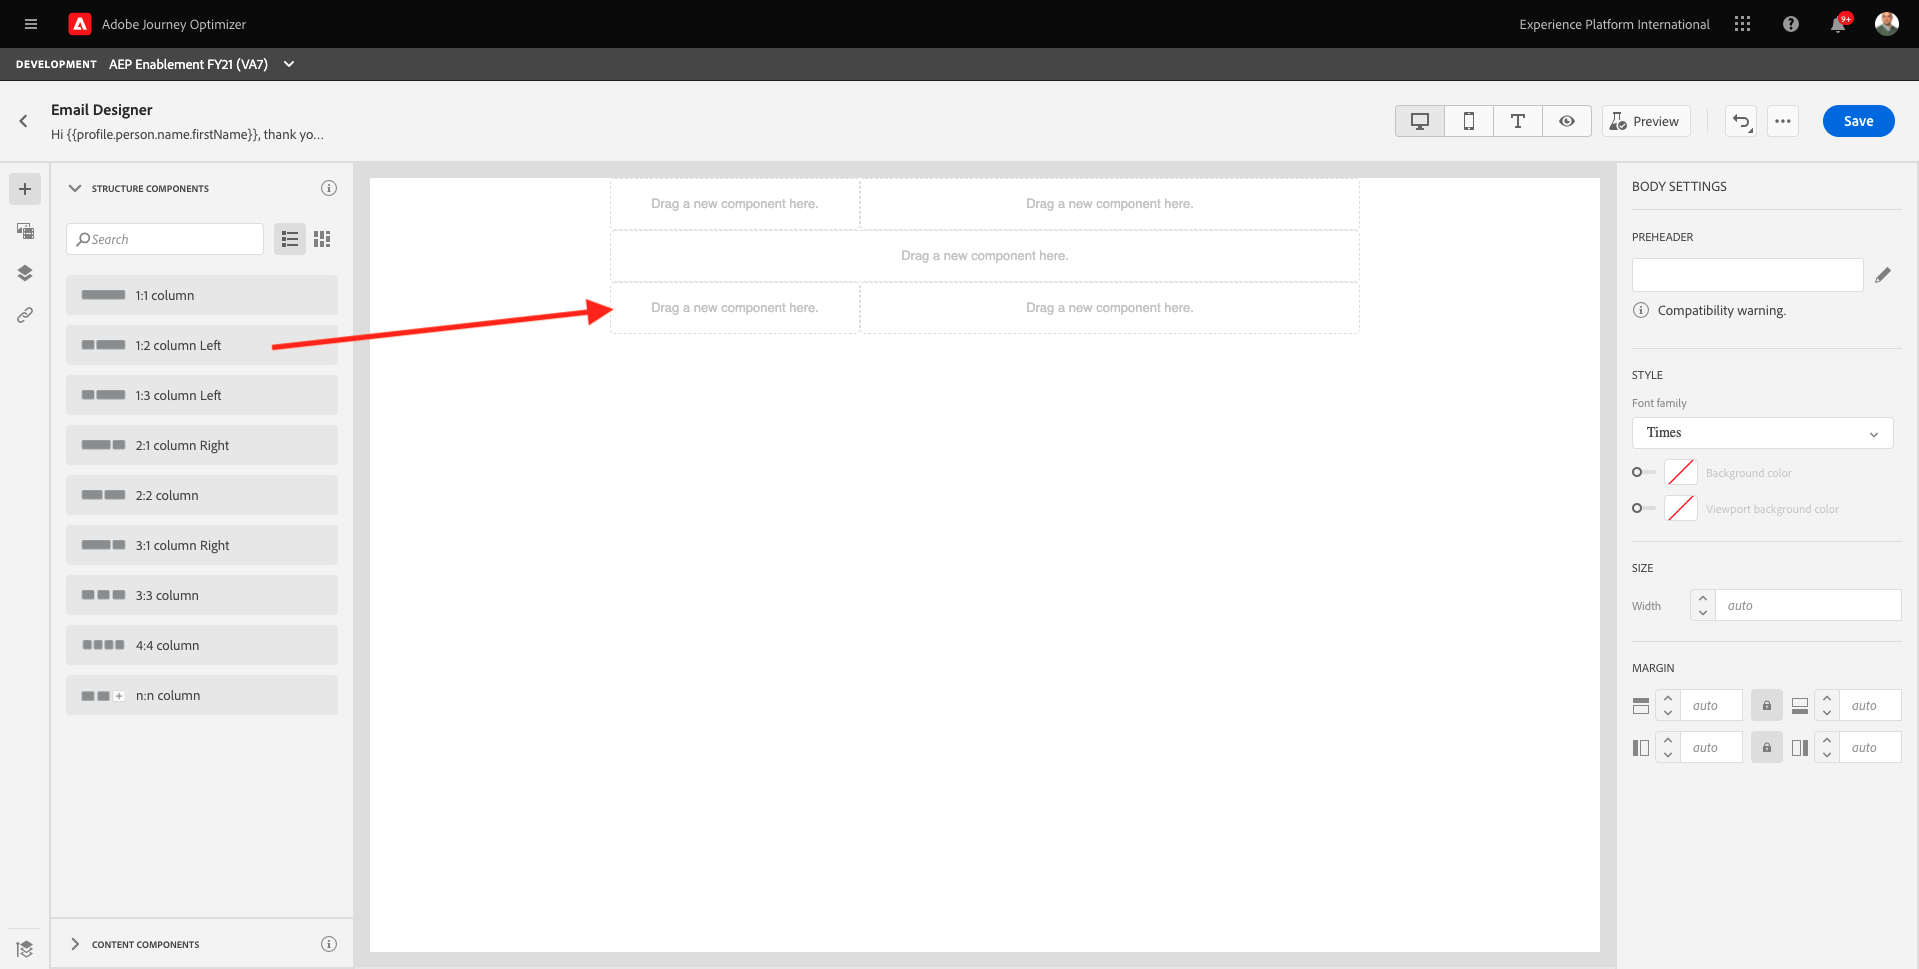 Adobe Journey Optimizer
Experience Platform International
9+
DEVELOPMENT AEP Enablement FY21 (VA7)
Email Designer
Hi {{profile.person.name.firstName}}, thank yo...
Preview
Save
STRUCTURE COMPONENTS
Search
1:1 column
1:2 column Left
1:3 column Left
2:1 column Right
2:2 column
3:1 column Right
3:3 column
4:4 column
n:n column
CONTENT COMPONENTS
Drag a new component here.
Drag a new component here.
Drag a new component here.
Drag a new component here.
Drag a new component here.
BODY SETTINGS
PREHEADER
Compatibility warning.
STYLE
Font family
Times
Background color
Viewport background color
SIZE
Width
auto
MARGIN
auto
auto
auto
auto